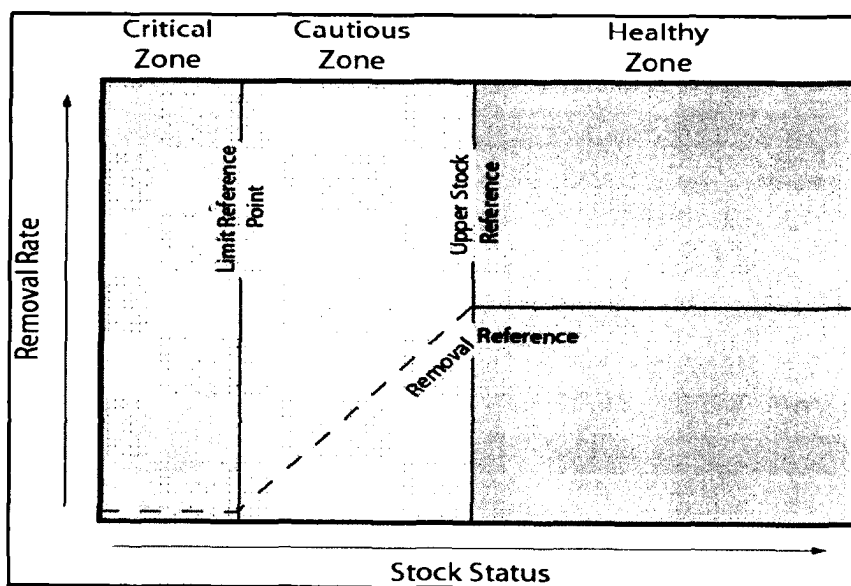 Critical
Zone
Cautious
Zone
Healthy
Zone
Removal Rate
Limit Reference
Point
Upper Stock
Reference
Removal Reference
Stock Status